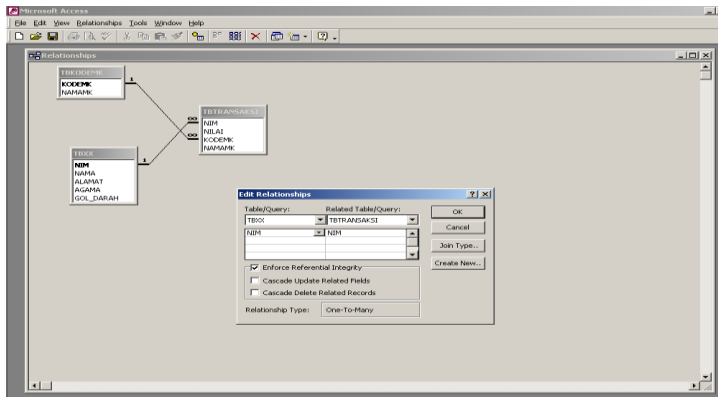 Microsoft Access
File Edit View Relationships Tools Window Help
Relationships
TBKODEMK
KODEMK
NAMAMK
1
TBTRANSAKSI
NIM
NILAI
KODEMK
NAMAMK
∞
∞
TBXX
NIM
NAMA
ALAMAT
AGAMA
GOL_DARAH
1
Edit Relationships
Table/Query: Related Table/Query:
TBXX TBTRANSAKSI
NIM NIM
OK
Cancel
Join Type..
Create New..
Enforce Referential Integrity
Cascade Update Related Fields
Cascade Delete Related Records
Relationship Type: One-To-Many